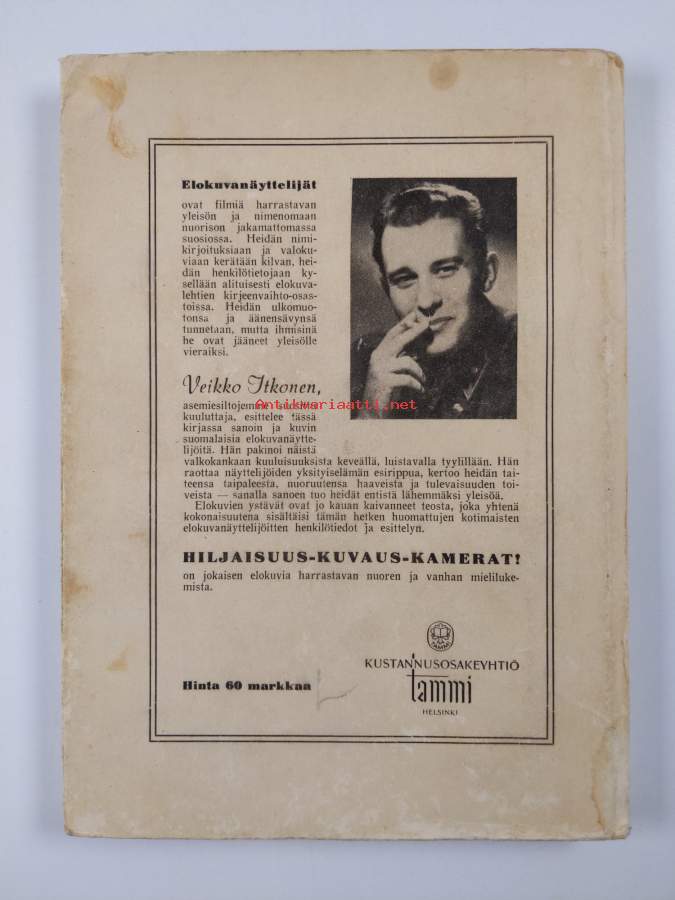 Elokuvanäyttelijät
ovat filmiä harrastavan
yleisön ja nimenomaan
nuorison jakamattomassa
suosiossa. Heidän nimi-
kirjoituksiaan ja valoku-
viaan kerätään kilvan, hei-
dän henkilötietojaan ky-
sellään alituisesti elokuva-
lehtien kirjeenvaihto-osas-
toissa. Heidän ulkomuo-
tonsa ja äänensävynsä
tunnetaan, mutta ihmisinä
he ovat jääneet yleisölle
vieraiksi.
Veikko Itkonen,
asemiesiltojemme
Antikvariaatti.net
kuuluttaja, esittelee tässä
kirjassa sanoin ja kuvin
suomalaisia elokuvanäytte-
lijöitä. Hän pakinoi näistä
valkokankaan kuuluisuuksista keveällä, luistavalla tyylillään. Hän
raottaa näyttelijöiden yksityiselämän esirippua, kertoo heidän tai-
teensa taipaleesta, nuoruutensa haaveista ja tulevaisuuden toi-
veista — sanalla sanoen tuo heidät entistä lähemmäksi yleisöä.
Elokuvien ystävät ovat jo kauan kaivanneet teosta, joka yhtenä
kokonaisuutena sisältäisi tämän hetken huomattujen kotimaisten
elokuvanäyttelijöitten henkilötiedot ja esittelyn.
HILJAISUUS-KUVAUS-KAMERAT!
on jokaisen elokuvia harrastavan nuoren ja vanhan mieliluke-
mista.
TAMMI
KUSTANNUSOSAKEYHTIÖ
tammi
HELSINKI
Hinta 60 markkaa